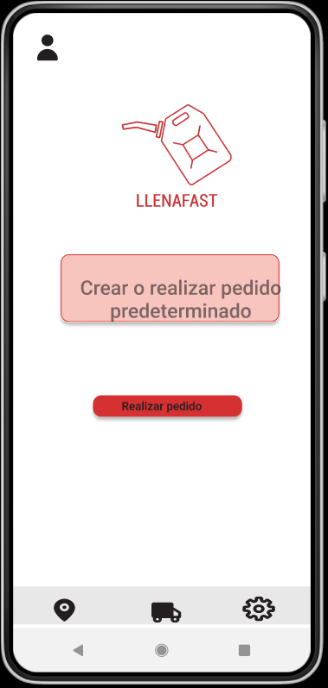 LLENAFAST
Crear o realizar pedido
predeterminado
Realizar pedido